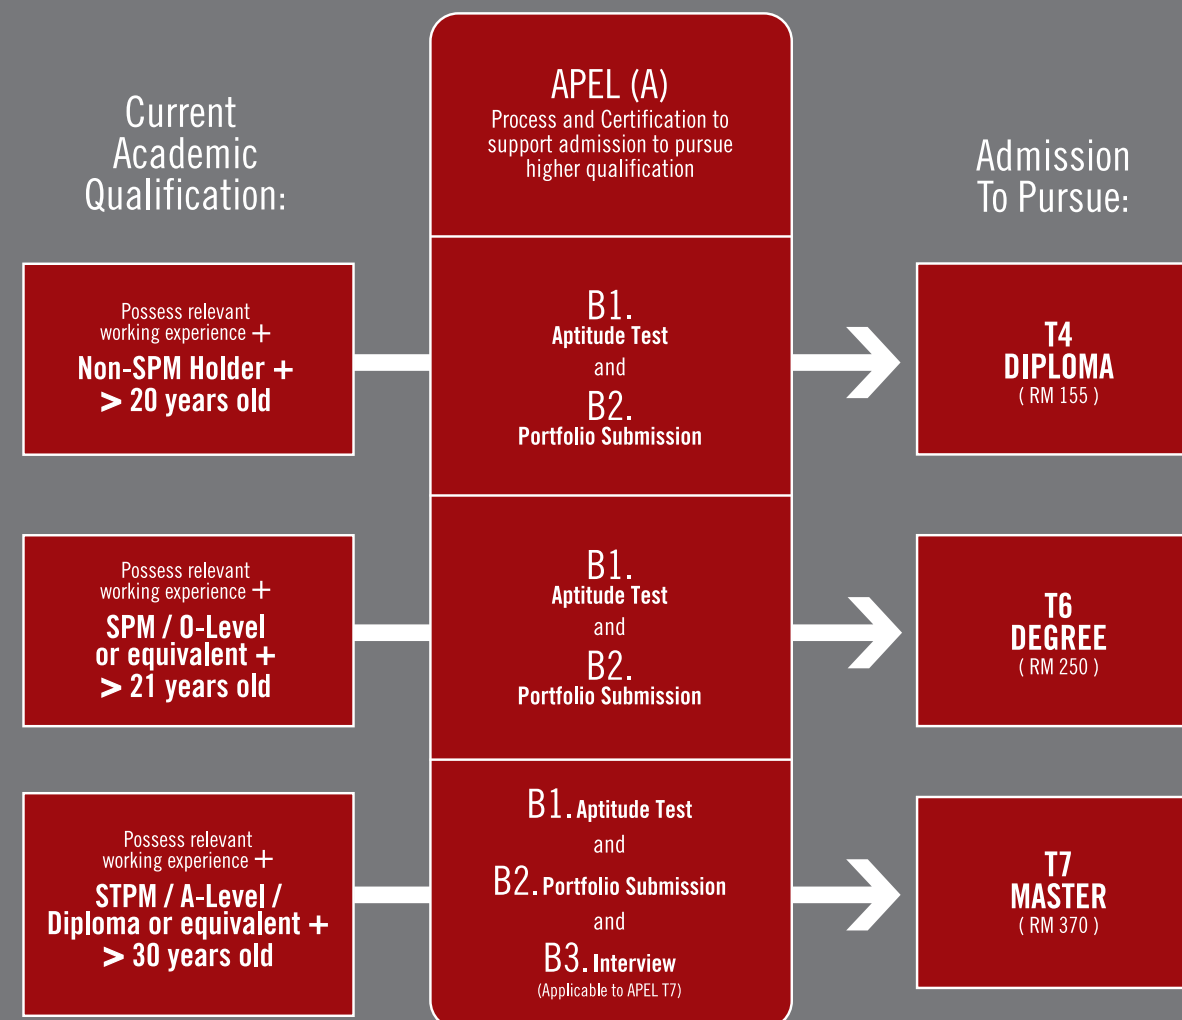 Current
Academic
Qualification:
APEL (A)
Process and Certification to
support admission to pursue
higher qualification
Admission
To Pursue:
Possess relevant
working experience +
Non-SPM Holder +
> 20 years old
B1.
Aptitude Test
and
B2.
Portfolio Submission
T4
DIPLOMA
( RM 155 )
Possess relevant
working experience +
SPM / O-Level
or equivalent +
> 21 years old
B1.
Aptitude Test
and
B2.
Portfolio Submission
T6
DEGREE
( RM 250 )
Possess relevant
working experience +
STPM / A-Level /
Diploma or equivalent +
> 30 years old
B1. Aptitude Test
and
B2. Portfolio Submission
and
B3. Interview
(Applicable to APEL T7)
T7
MASTER
( RM 370 )